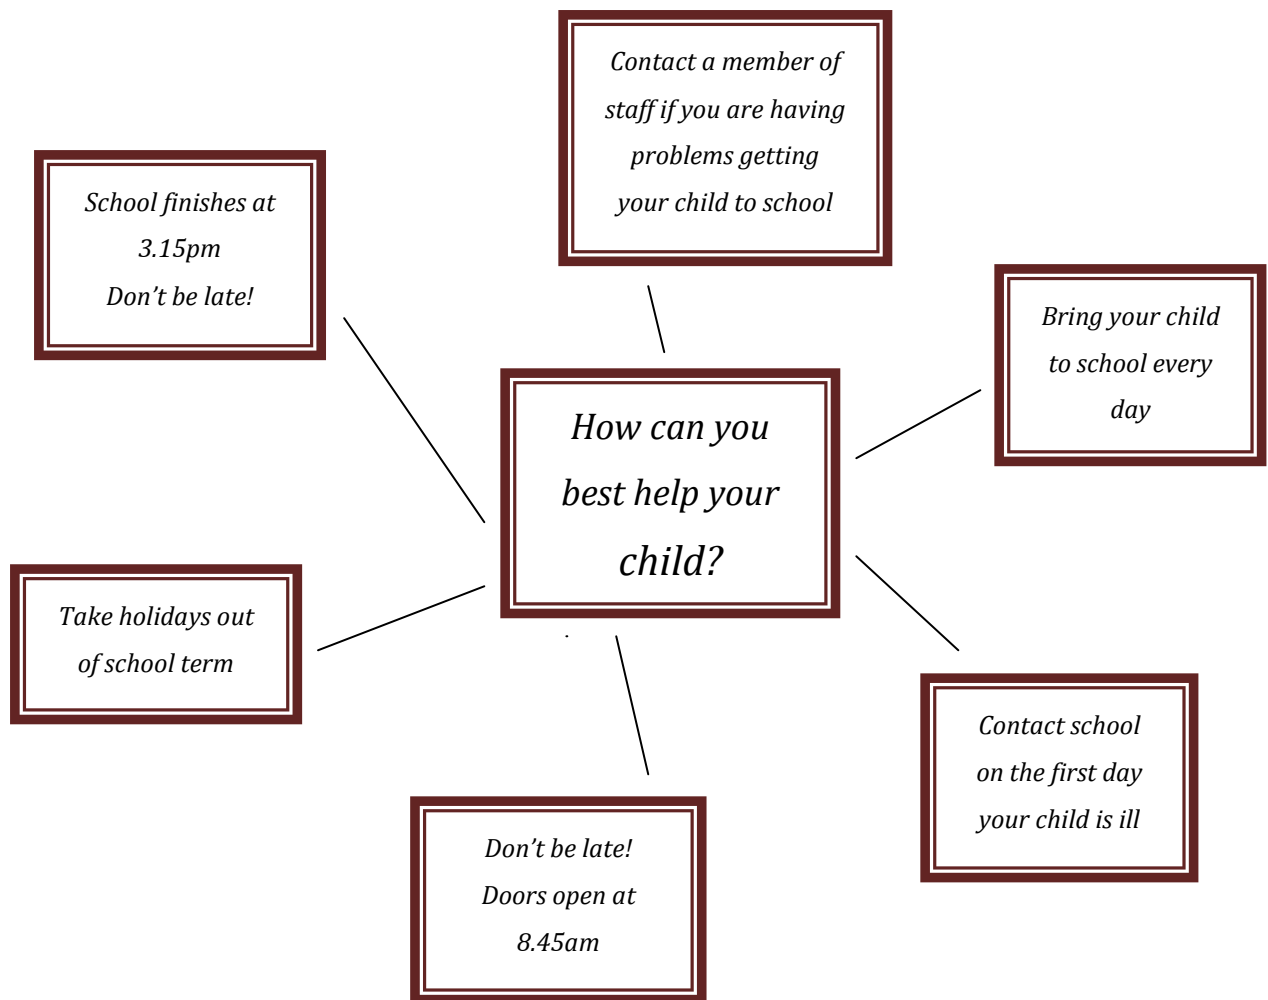 Contact a member of
staff if you are having
problems getting
your child to school
School finishes at
3.15pm
Don’t be late!
Bring your child
to school every
day
How can you
best help your
child?
Take holidays out
of school term
Contact school
on the first day
your child is ill
Don’t be late!
Doors open at
8.45am